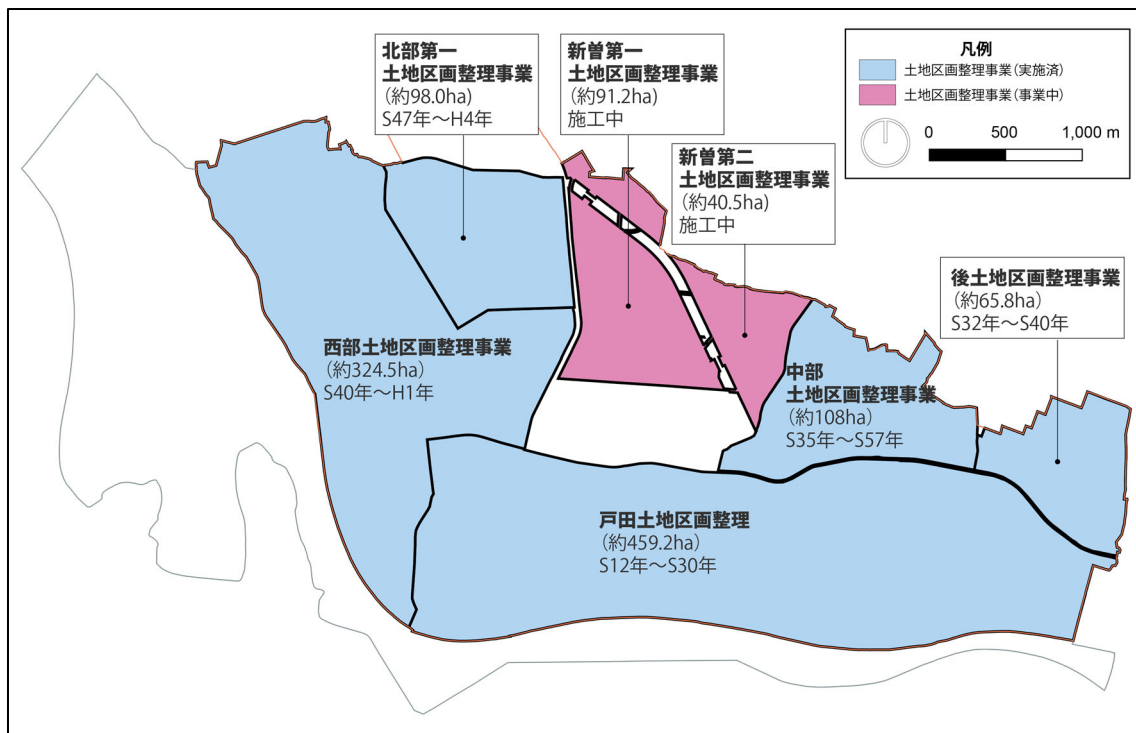 北部第一
土地区画整理事業
(約98.0ha)
S47年～H4年
新曽第一
土地区画整理事業
(約91.2ha)
施工中
新曽第二
土地区画整理事業
(約40.5ha)
施工中
凡例
土地区画整理事業(実施済)
土地区画整理事業(事業中)
0 500 1,000 m
後土地区画整理事業
(約65.8ha)
S32年～S40年
西部土地区画整理事業
(約324.5ha)
S40年～H1年
中部
土地区画整理事業
(約108ha)
S35年～S57年
戸田土地区画整理
(約459.2ha)
S12年～S30年